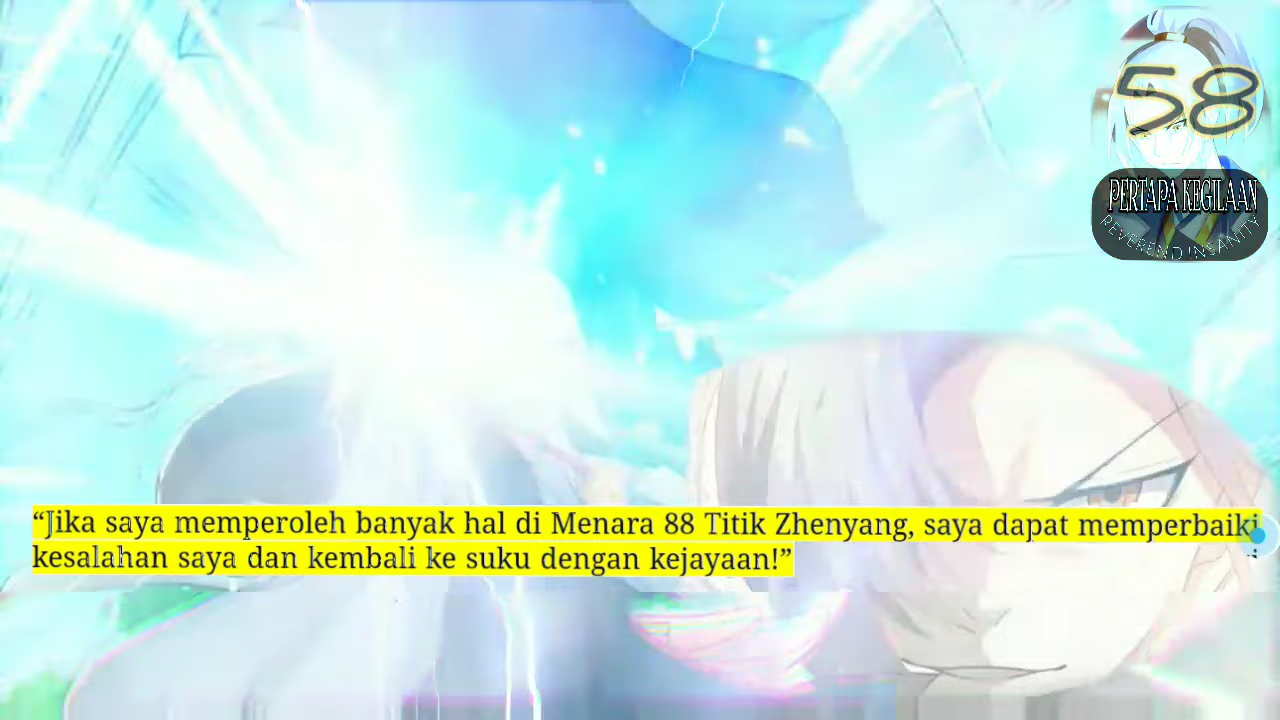 58
PERTAPA KEGILAAN
REVEREND INSANITY
“Jika saya memperoleh banyak hal di Menara 88 Titik Zhenyang, saya dapat memperbaiki
kesalahan saya dan kembali ke suku dengan kejayaan!”